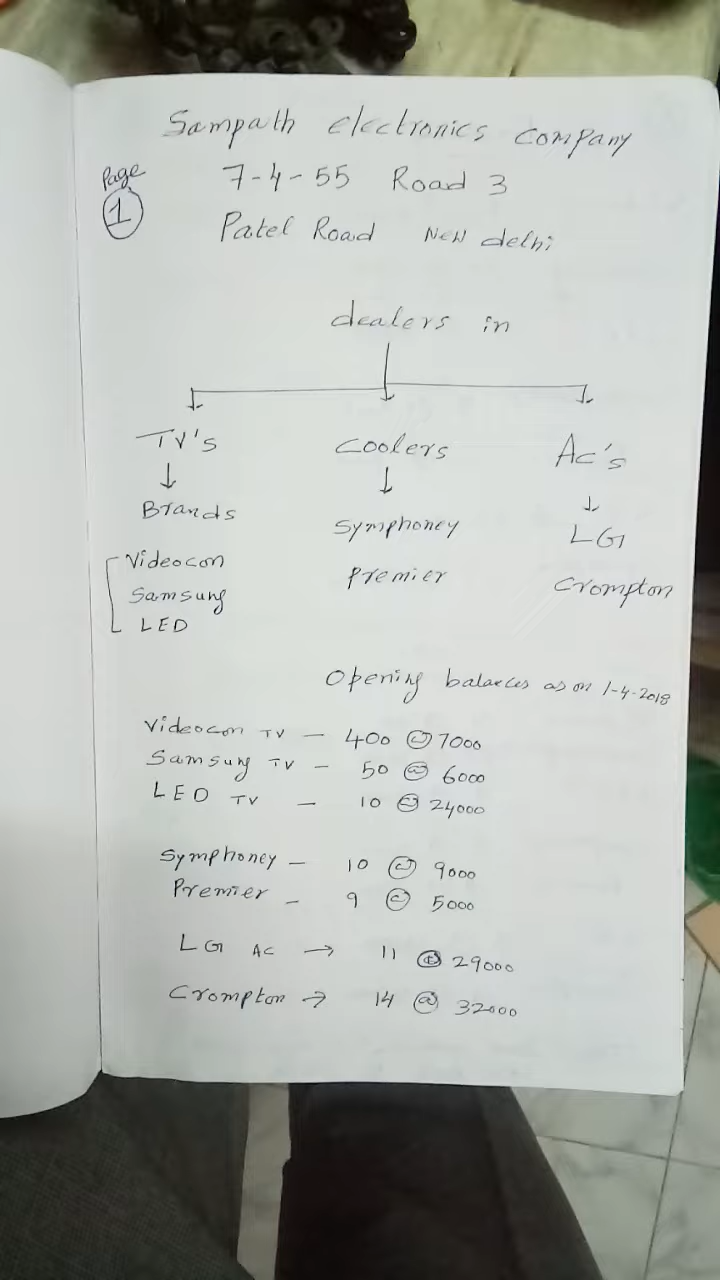 Sampath electronics company
Page 7-4-55 Road 3
1
Patel Road New delhi
dealers in
TV's Coolers Ac's
Brands Symphoney LG
Videocon Premier Crompton
Samsung
LED
Opening balances as on 1-4-2018
Videocon TV - 400 @ 7000
Samsung TV - 50 @ 6000
LED TV - 10 @ 24000
Symphoney - 10 @ 9000
Premier - 9 @ 5000
LG AC → 11 @ 29000
Crompton → 14 @ 32000